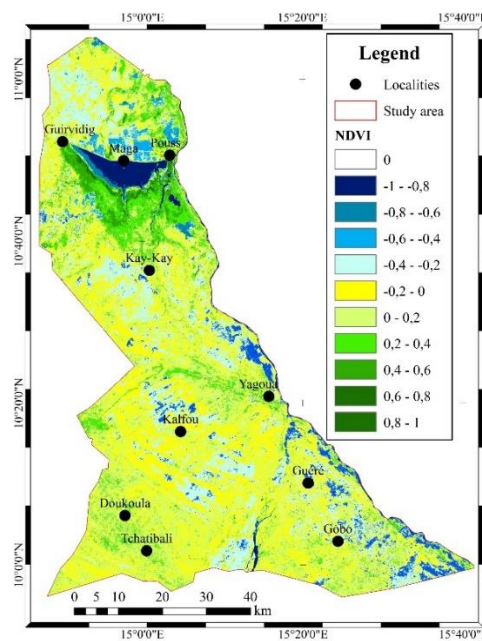 15°0'0"E 15°20'0"E 15°40'0"E
11°0'0"N
10°40'0"N
10°20'0"N
10°0'0"N
Legend
Localities
Study area
NDVI
0
-1 - -0,8
-0,8 - -0,6
-0,6 - -0,4
-0,4 - -0,2
-0,2 - 0
0 - 0,2
0,2 - 0,4
0,4 - 0,6
0,6 - 0,8
0,8 - 1
Guirvidig
Maga
Pouss
Kay-Kay
Yagoua
Kalfou
Guéré
Doukoula
Gobo
Tchatibali
0 5 10 20 30 40
km
15°0'0"E 15°20'0"E 15°40'0"E